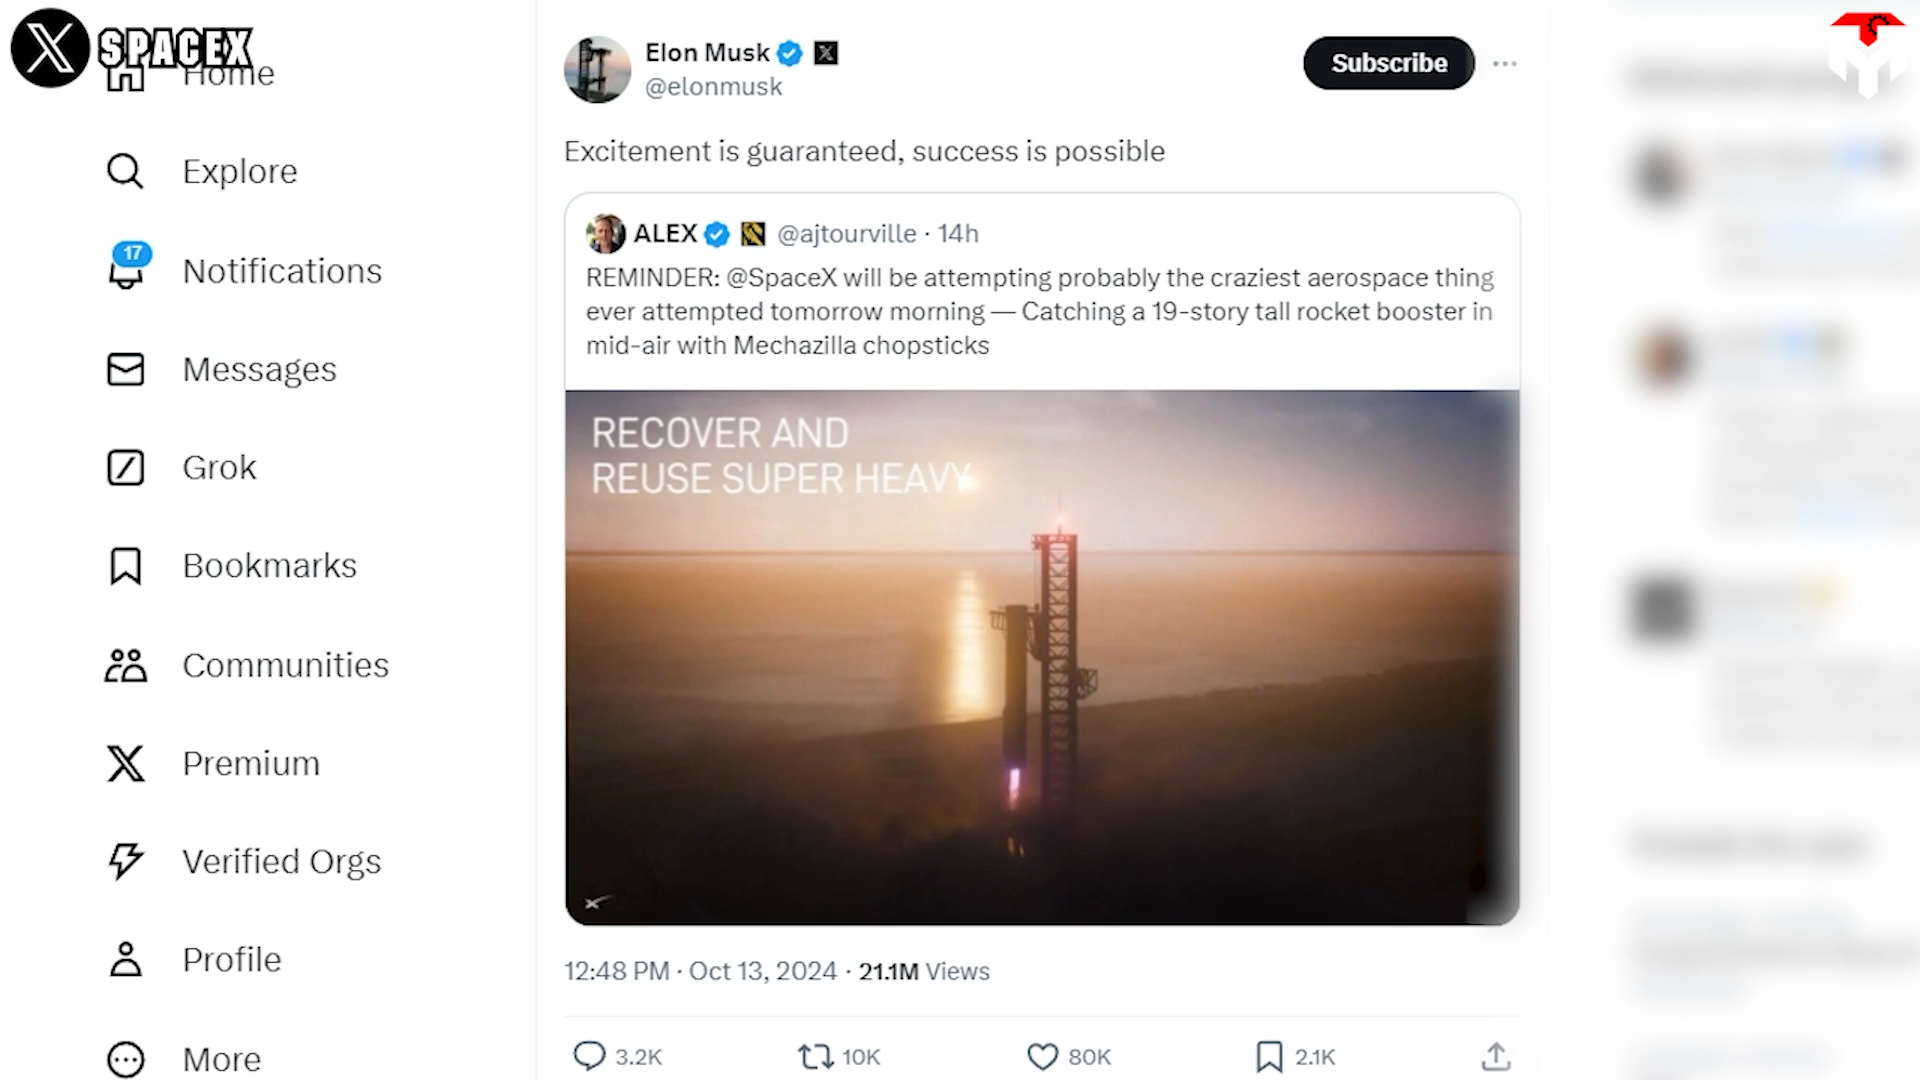 SPACEX
Home
Explore
17
Notifications
Messages
Grok
Bookmarks
Communities
Premium
Verified Orgs
Profile
More
Elon Musk
@elonmusk
Subscribe
Excitement is guaranteed, success is possible
ALEX @ajtourville · 14h
REMINDER: @SpaceX will be attempting probably the craziest aerospace thing
ever attempted tomorrow morning — Catching a 19-story tall rocket booster in
mid-air with Mechazilla chopsticks
RECOVER AND
REUSE SUPER HEAVY
12:48 PM · Oct 13, 2024 · 21.1M Views
3.2K 10K 80K 2.1K